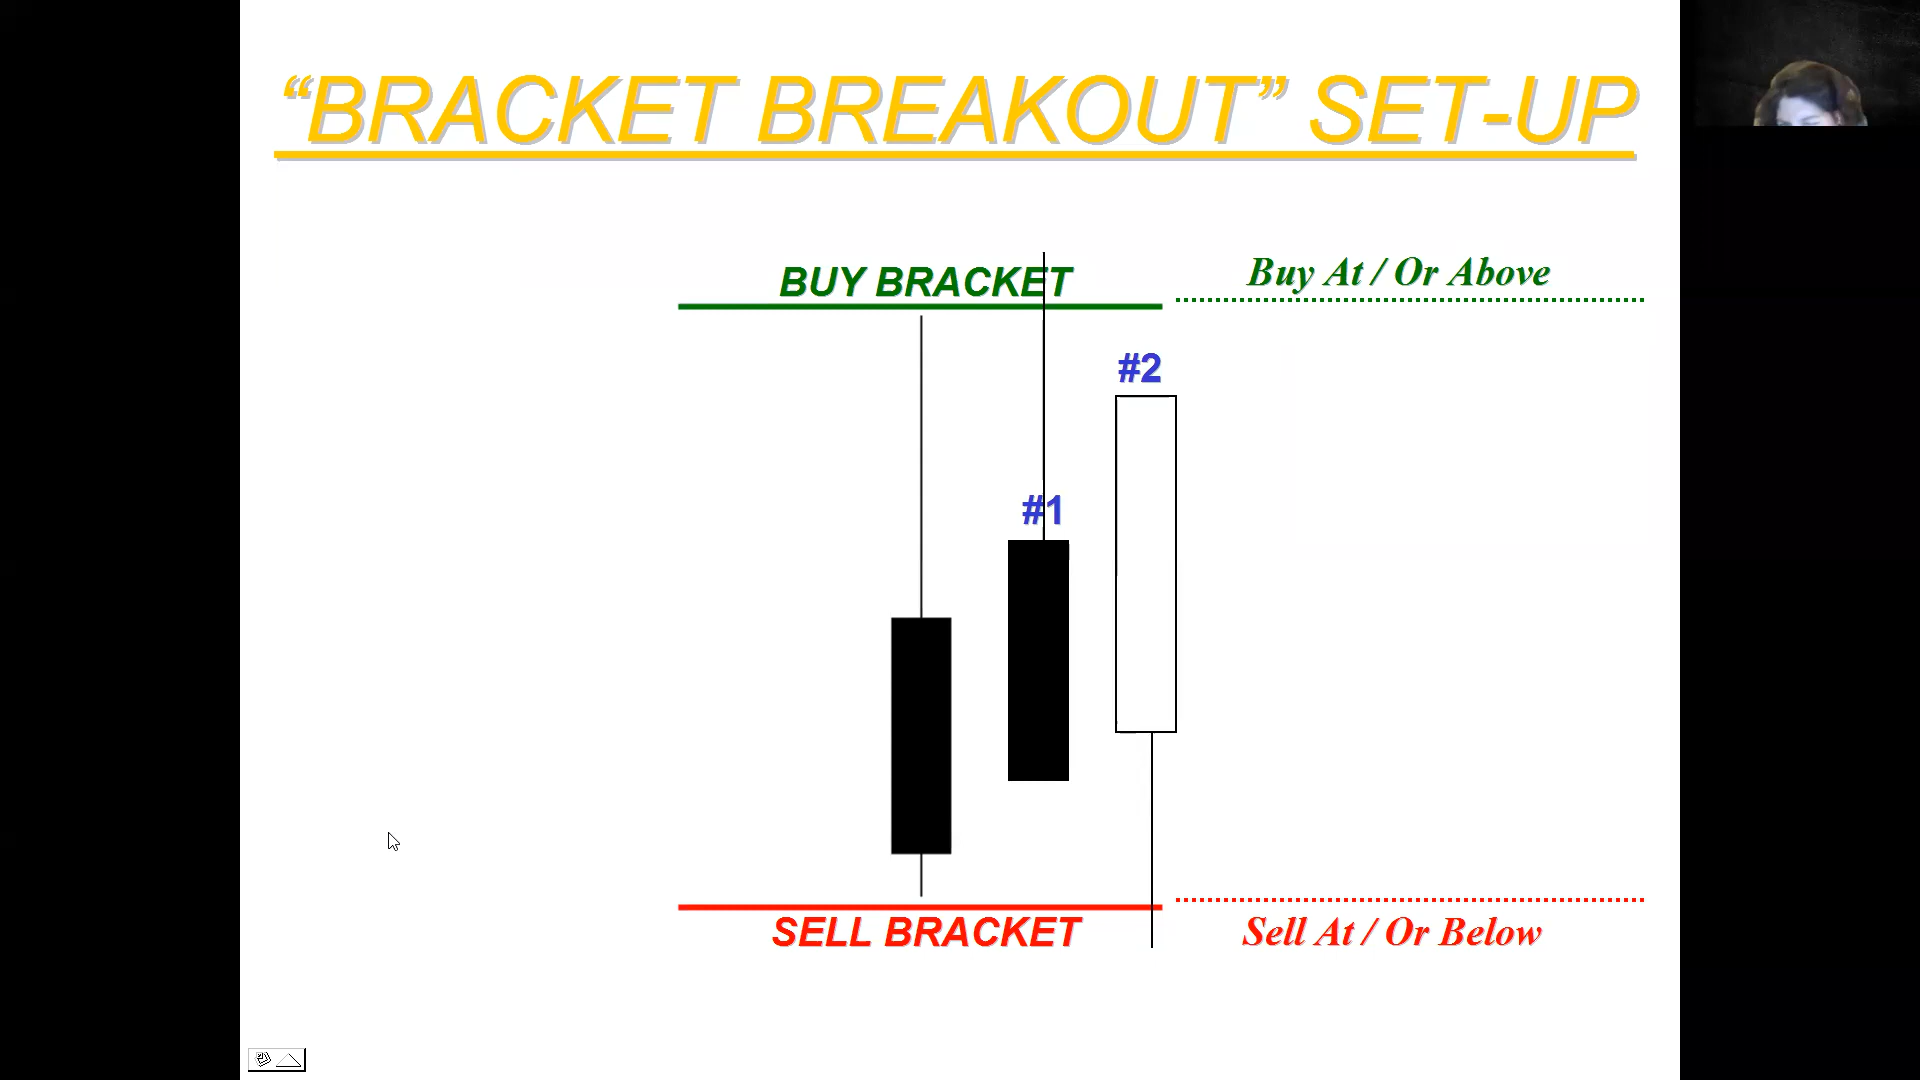 “BRACKET BREAKOUT” SET-UP
BUY BRACKET
Buy At / Or Above
#2
#1
SELL BRACKET
Sell At / Or Below